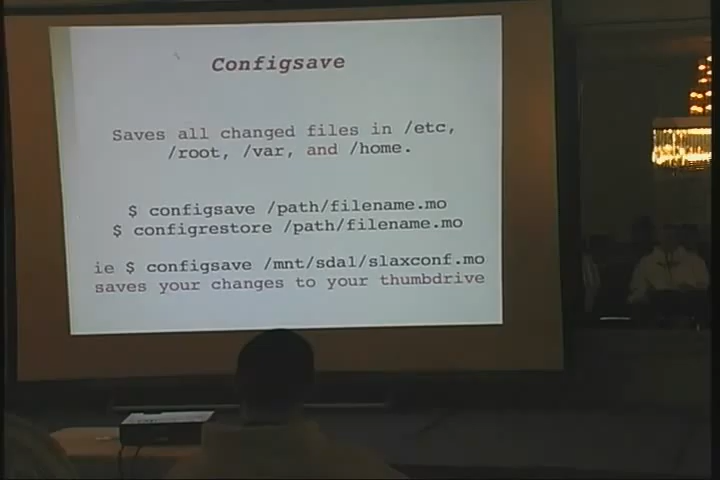 Configsave
Saves all changed files in /etc,
/root, /var, and /home.
$ configsave /path/filename.mo
$ configrestore /path/filename.mo
ie $ configsave /mnt/sda1/slaxconf.mo
saves your changes to your thumbdrive